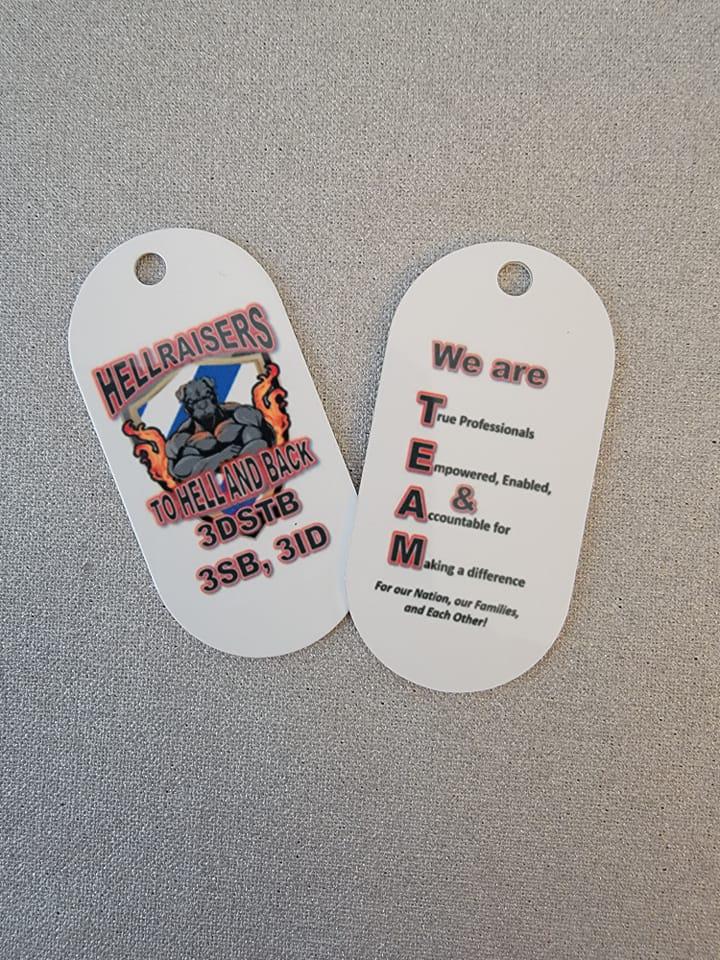 HELLRAISERS
TO HELL AND BACK
3DSTB
3SB, 3ID
We are
True Professionals
Empowered, Enabled,
&
Accountable for
Making a difference
For our Nation, our Families,
and Each Other!